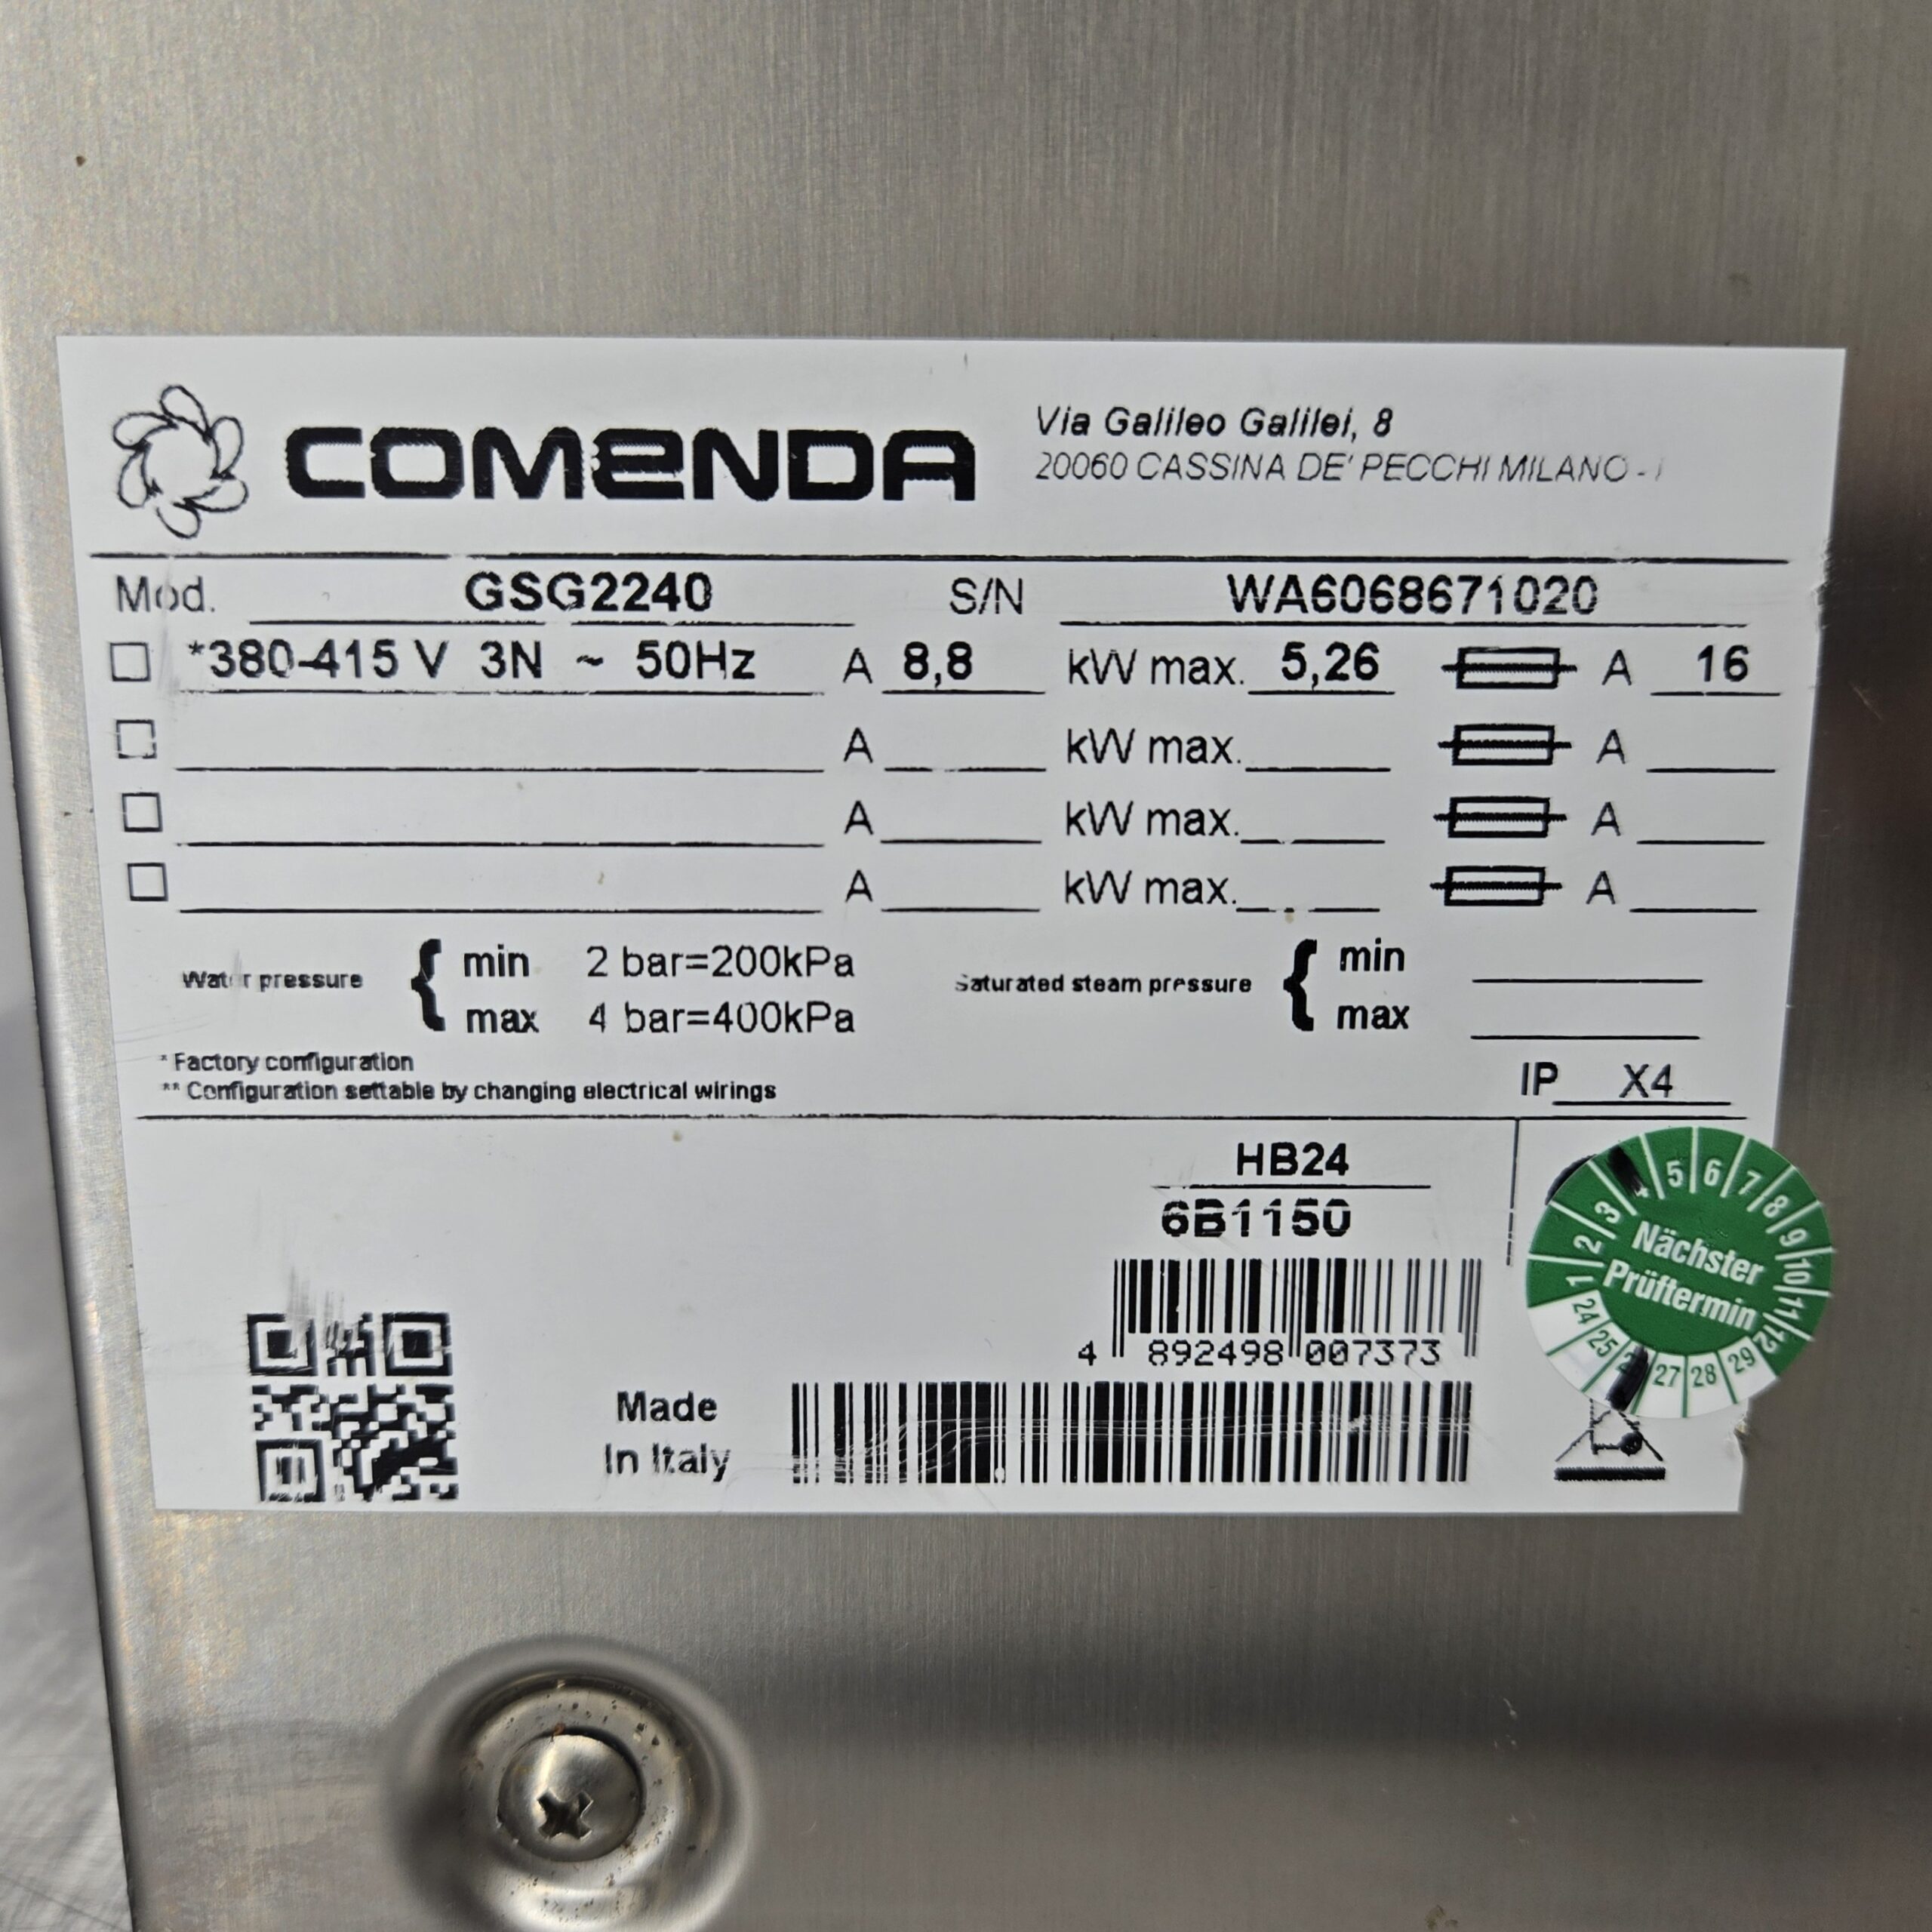 COMENDA
Via Galileo Galilei, 8
20060 CASSINA DE' PECCHI MILANO - I
Mod. GSG2240 S/N WA6068671020
*380-415 V 3N ~ 50Hz A 8,8 kW max. 5,26 A 16
A kW max. A
A kW max. A
A kW max. A
Water pressure { min 2 bar=200kPa
max 4 bar=400kPa
Saturated steam pressure { min
max
* Factory configuration
** Configuration settable by changing electrical wirings
IP X4
HB24
6B1150
4 892498 007373
Made
In Italy
Nächster
Prüftermin
1 2 3 4 5 6 7 8 9 10 11 12
24 25 27 28 29